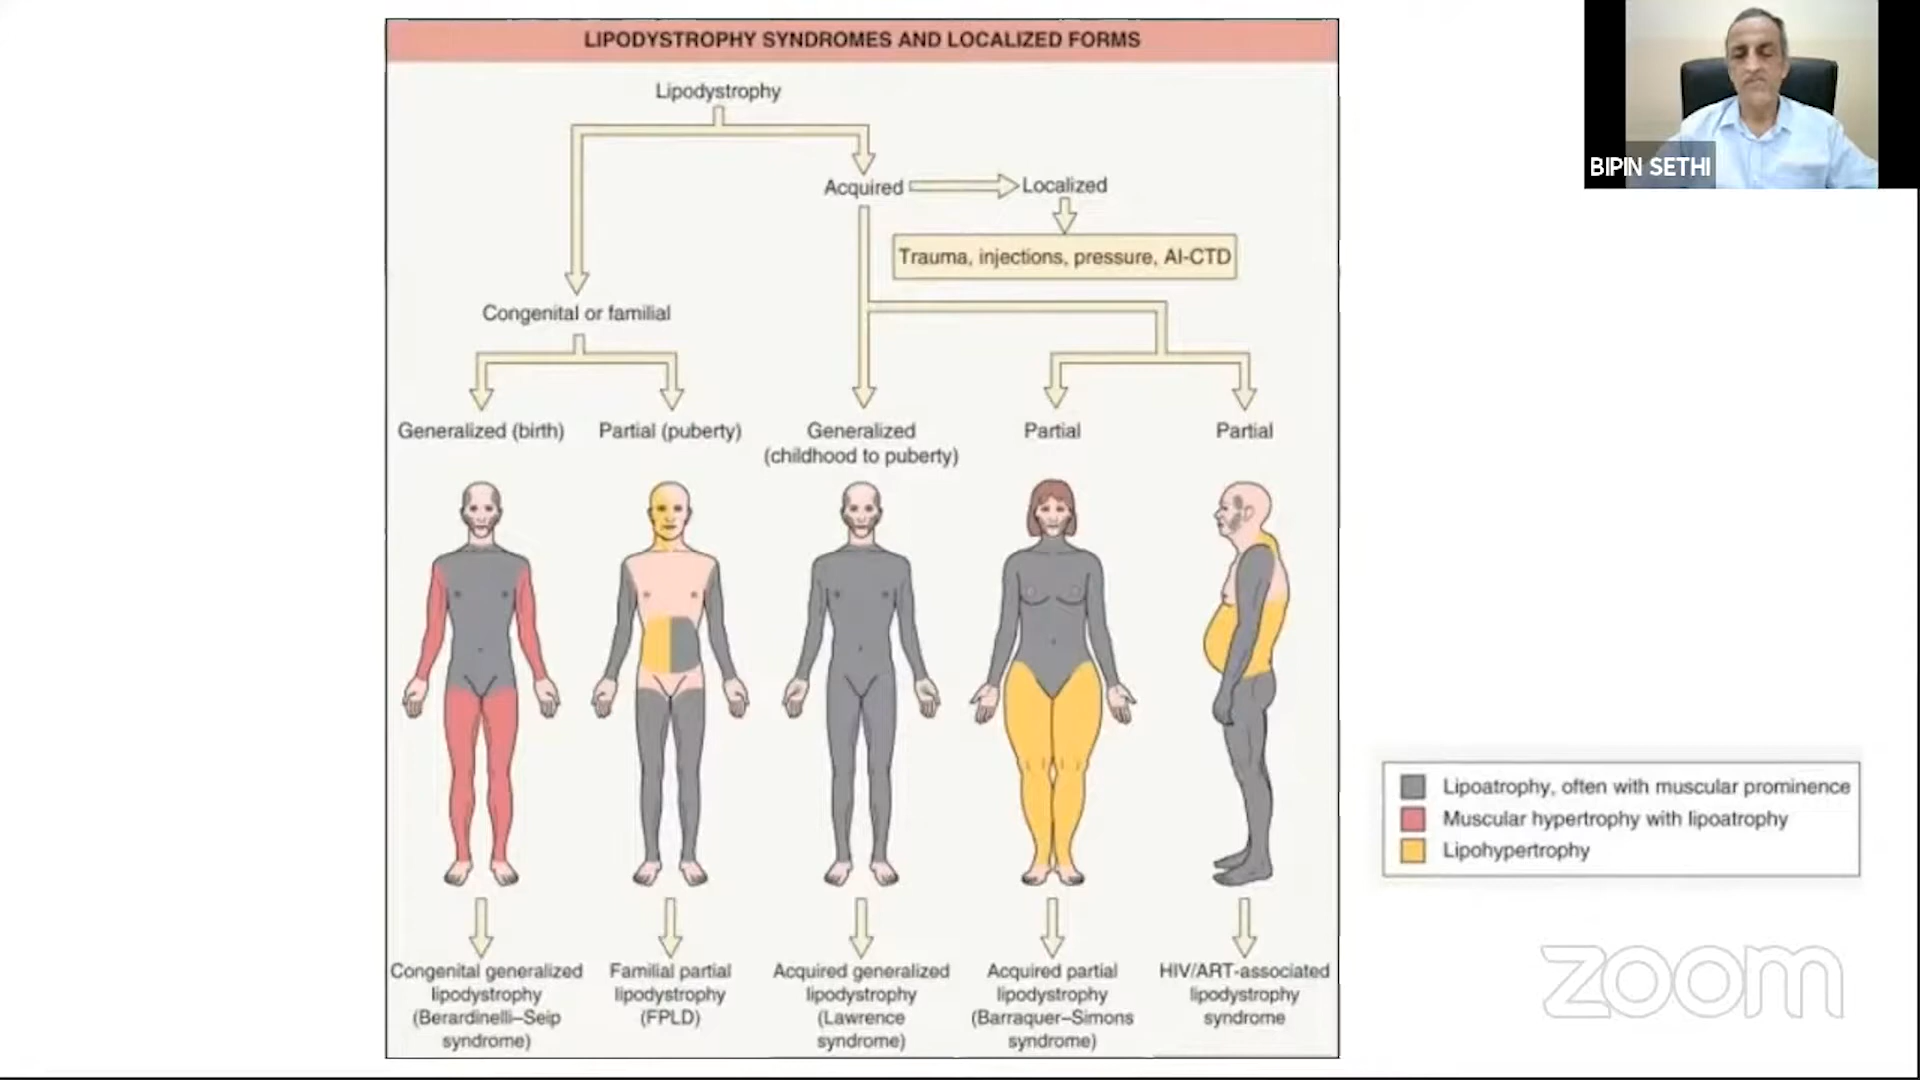 LIPODYSTROPHY SYNDROMES AND LOCALIZED FORMS
Lipodystrophy
Acquired
Localized
Trauma, injections, pressure, AI-CTD
Congenital or familial
Generalized (birth)
Partial (puberty)
Generalized
(childhood to puberty)
Partial
Partial
Congenital generalized
lipodystrophy
(Berardinelli–Seip
syndrome)
Familial partial
lipodystrophy
(FPLD)
Acquired generalized
lipodystrophy
(Lawrence
syndrome)
Acquired partial
lipodystrophy
(Barraquer–Simons
syndrome)
HIV/ART-associated
lipodystrophy
syndrome
Lipoatrophy, often with muscular prominence
Muscular hypertrophy with lipoatrophy
Lipohypertrophy
BIPIN SETHI
zoom